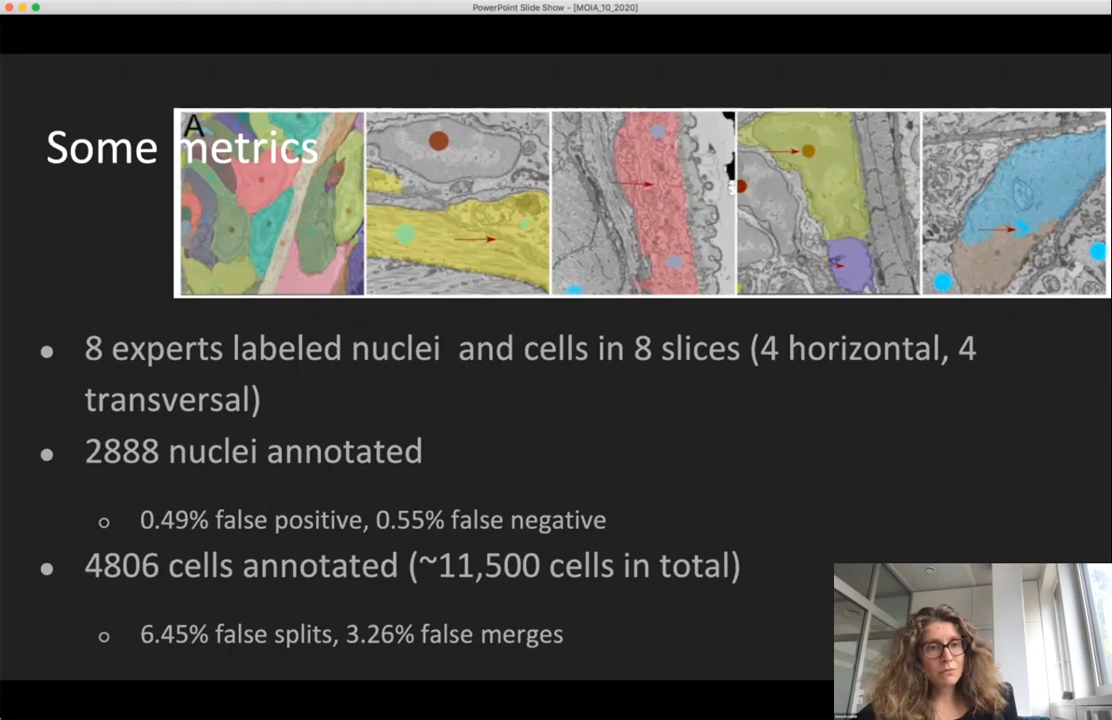 PowerPoint Slide Show - [MOIA_10_2020]
A
Some metrics
8 experts labeled nuclei and cells in 8 slices (4 horizontal, 4
transversal)
2888 nuclei annotated
0.49% false positive, 0.55% false negative
4806 cells annotated (~11,500 cells in total)
6.45% false splits, 3.26% false merges